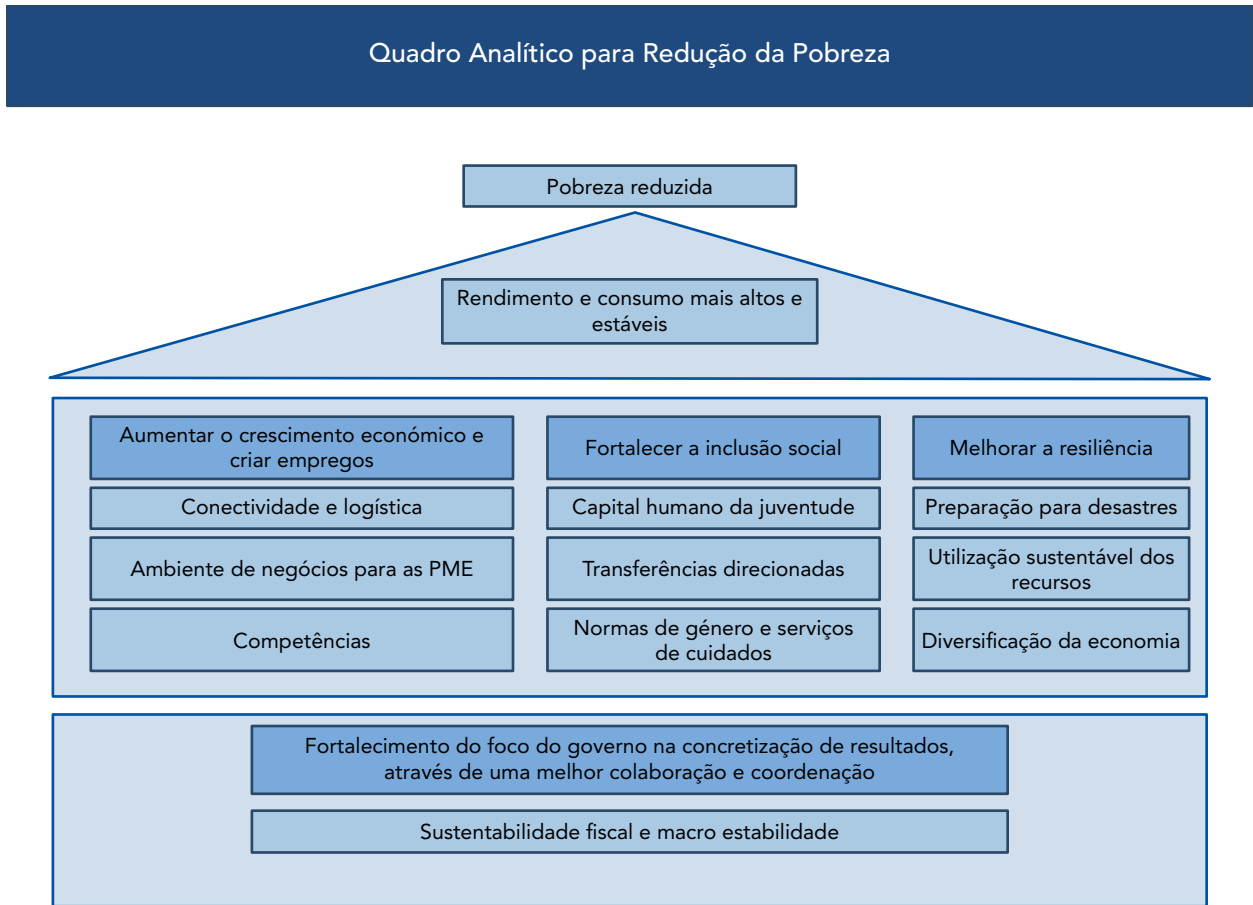 Quadro Analítico para Redução da Pobreza
Pobreza reduzida
Rendimento e consumo mais altos e
estáveis
Aumentar o crescimento económico e
criar empregos
Conectividade e logística
Ambiente de negócios para as PME
Competências
Fortalecer a inclusão social
Capital humano da juventude
Transferências direcionadas
Normas de género e serviços
de cuidados
Melhorar a resiliência
Preparação para desastres
Utilização sustentável dos
recursos
Diversificação da economia
Fortalecimento do foco do governo na concretização de resultados,
através de uma melhor colaboração e coordenação
Sustentabilidade fiscal e macro estabilidade